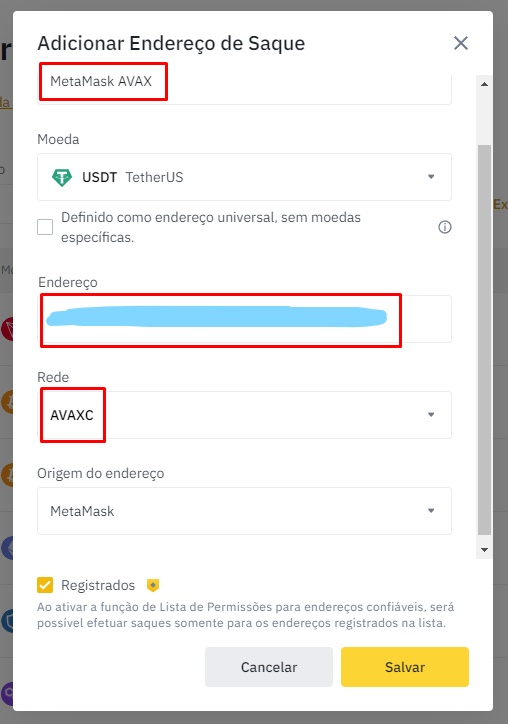 Adicionar Endereço de Saque
MetaMask AVAX
Moeda
USDT TetherUS
Definido como endereço universal, sem moedas
específicas.
Endereço
Rede
AVAXC
Origem do endereço
MetaMask
Registrados
Ao ativar a função de Lista de Permissões para endereços confiáveis, será
possível efetuar saques somente para os endereços registrados na lista.
Cancelar
Salvar